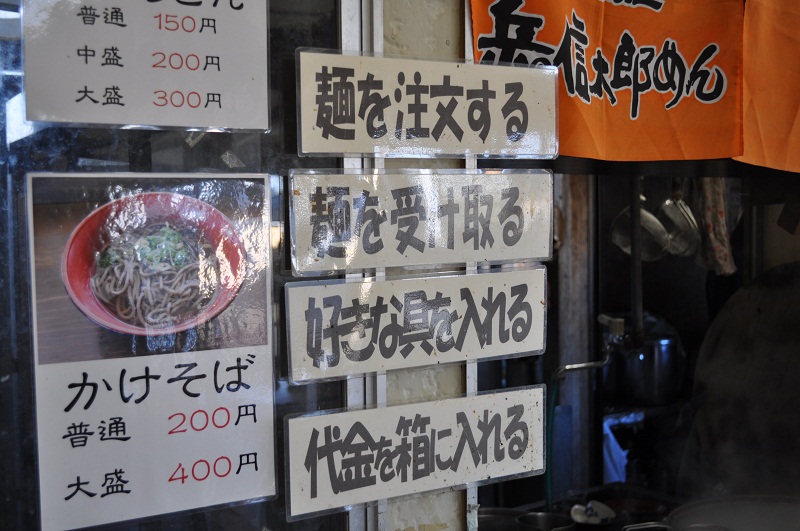 普通 150円
中盛 200円
大盛 300円
かけそば
普通 200円
大盛 400円
麺を注文する
麺を受け取る
好きな具を入れる
代金を箱に入れる
岳信太郎めん